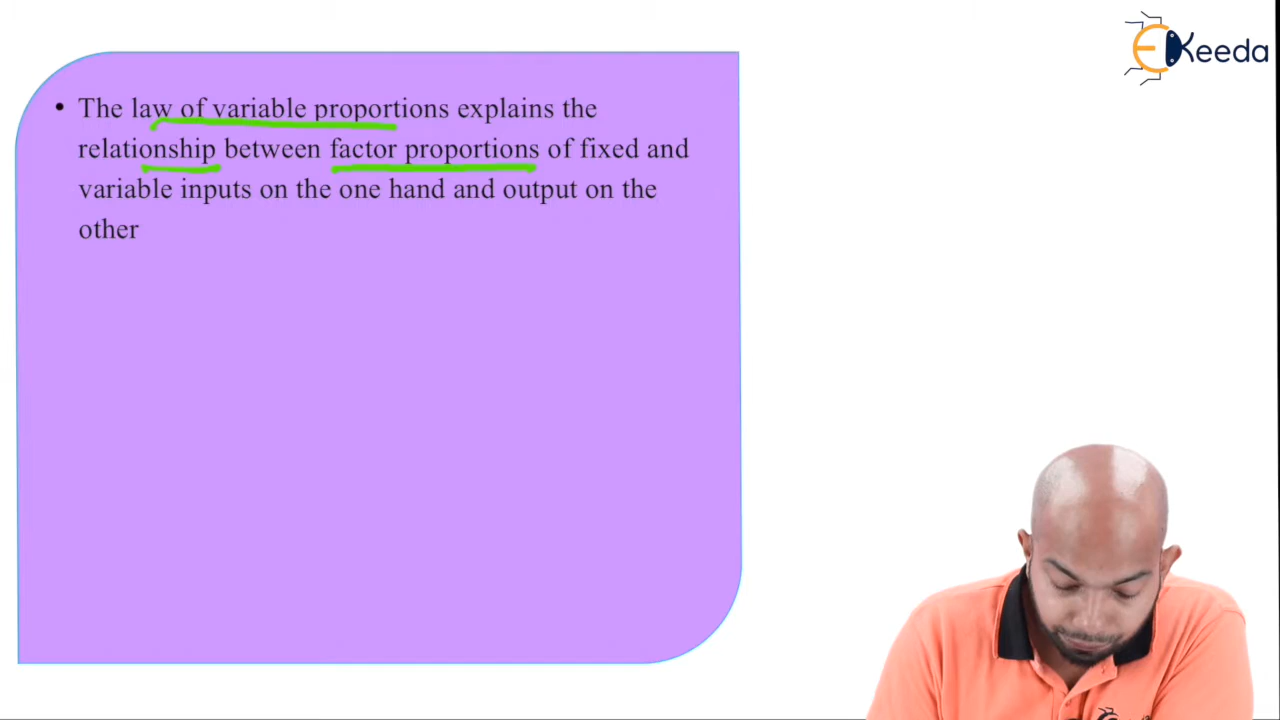 EKeeda
• The law of variable proportions explains the
relationship between factor proportions of fixed and
variable inputs on the one hand and output on the
other